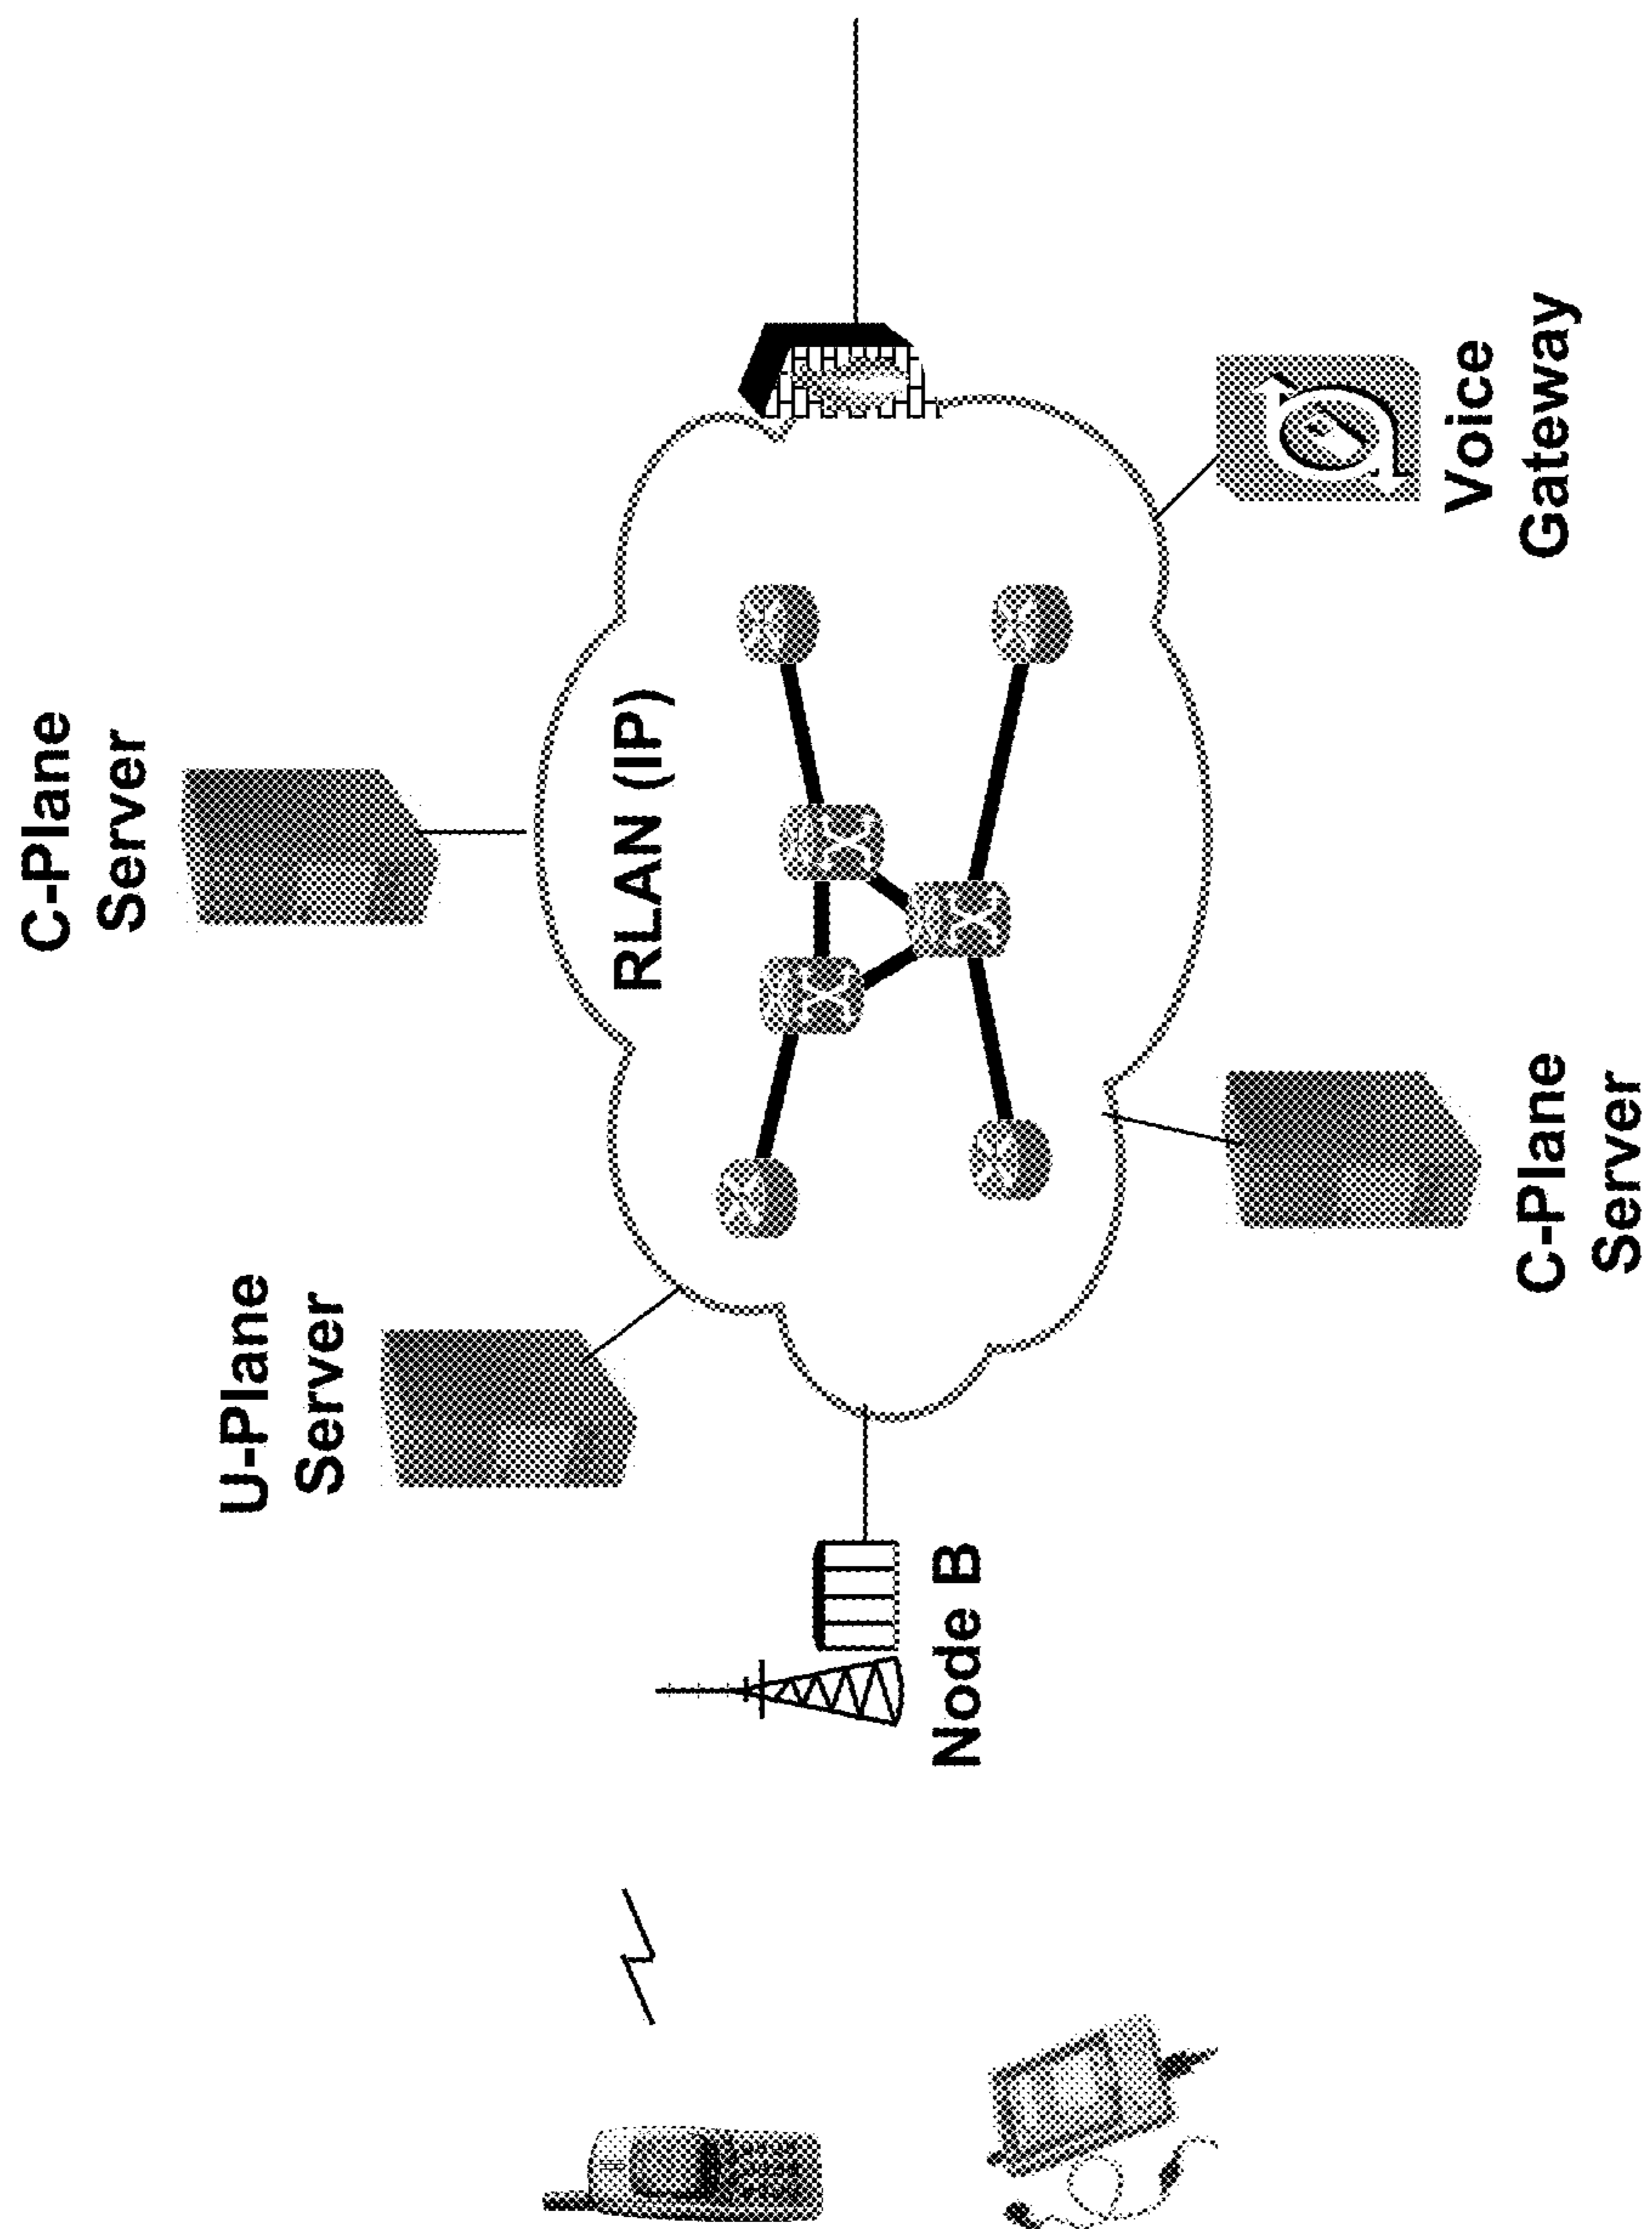 C-Plane
Server
U-Plane
Server
RLAN (IP)
Node B
C-Plane
Server
Voice
Gateway